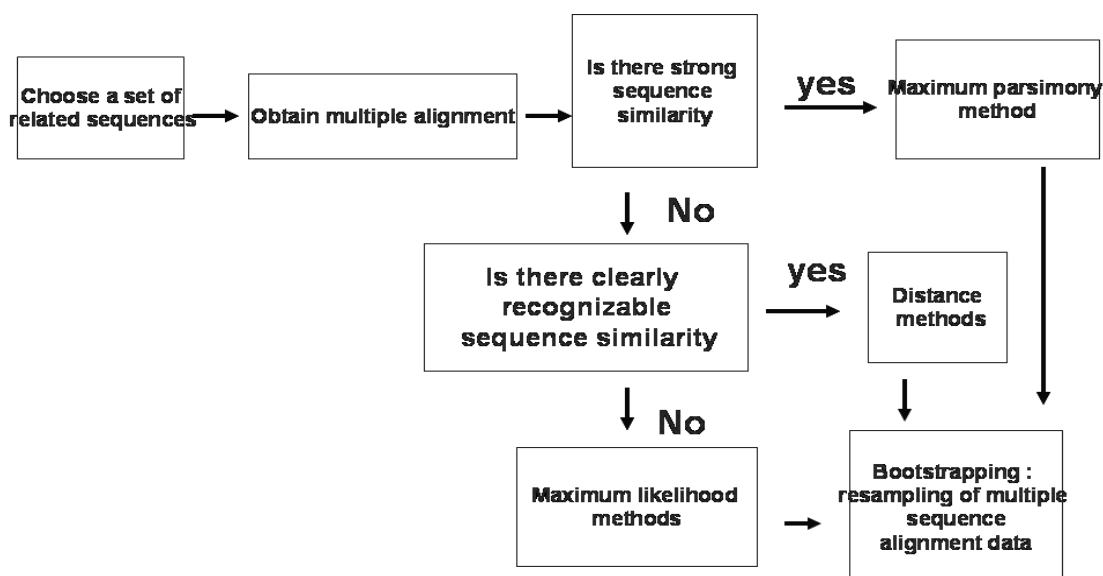 Choose a set of
related sequences
Obtain multiple alignment
Is there strong
sequence
similarity
yes
Maximum parsimony
method
No
Is there clearly
recognizable
sequence similarity
yes
Distance
methods
No
Maximum likelihood
methods
Bootstrapping :
resampling of multiple
sequence
alignment data